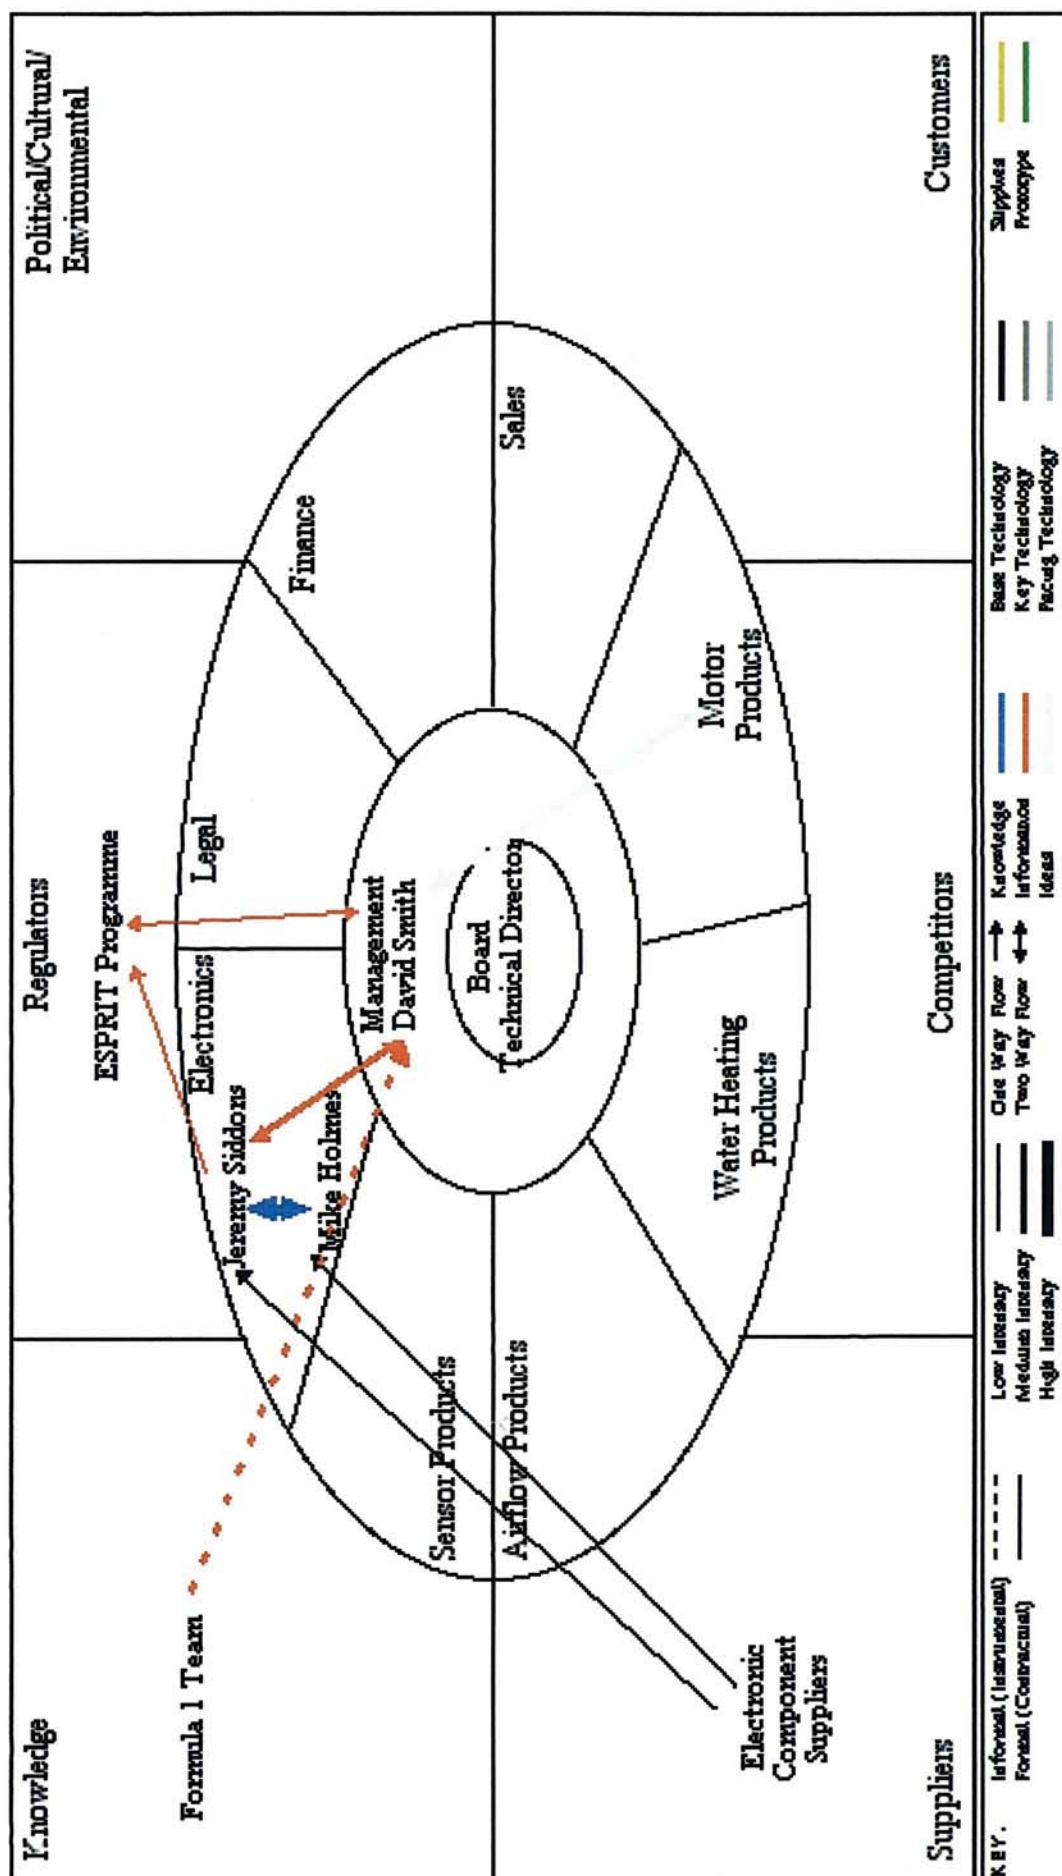 Knowledge
Regulators
Political/Cultural/
Environmental
Formula 1 Team
ESPRIT Programme
Jeremy Siddons
Electronics
Legal
Finance
Mike Holmes
Management
David Smith
Sensor Products
Airflow Products
Board
Technical Director
Sales
Water Heating
Products
Motor
Products
Electronic
Component
Suppliers
Suppliers
Competitors
Customers
KEY.
Informal (Instrumental)
Formal (Contractual)
Low Intensity
Medium Intensity
High Intensity
One Way Flow
Two Way Flow
Knowledge
Information
Ideas
Base Technology
Key Technology
Pacing Technology
Supplies
Prototype